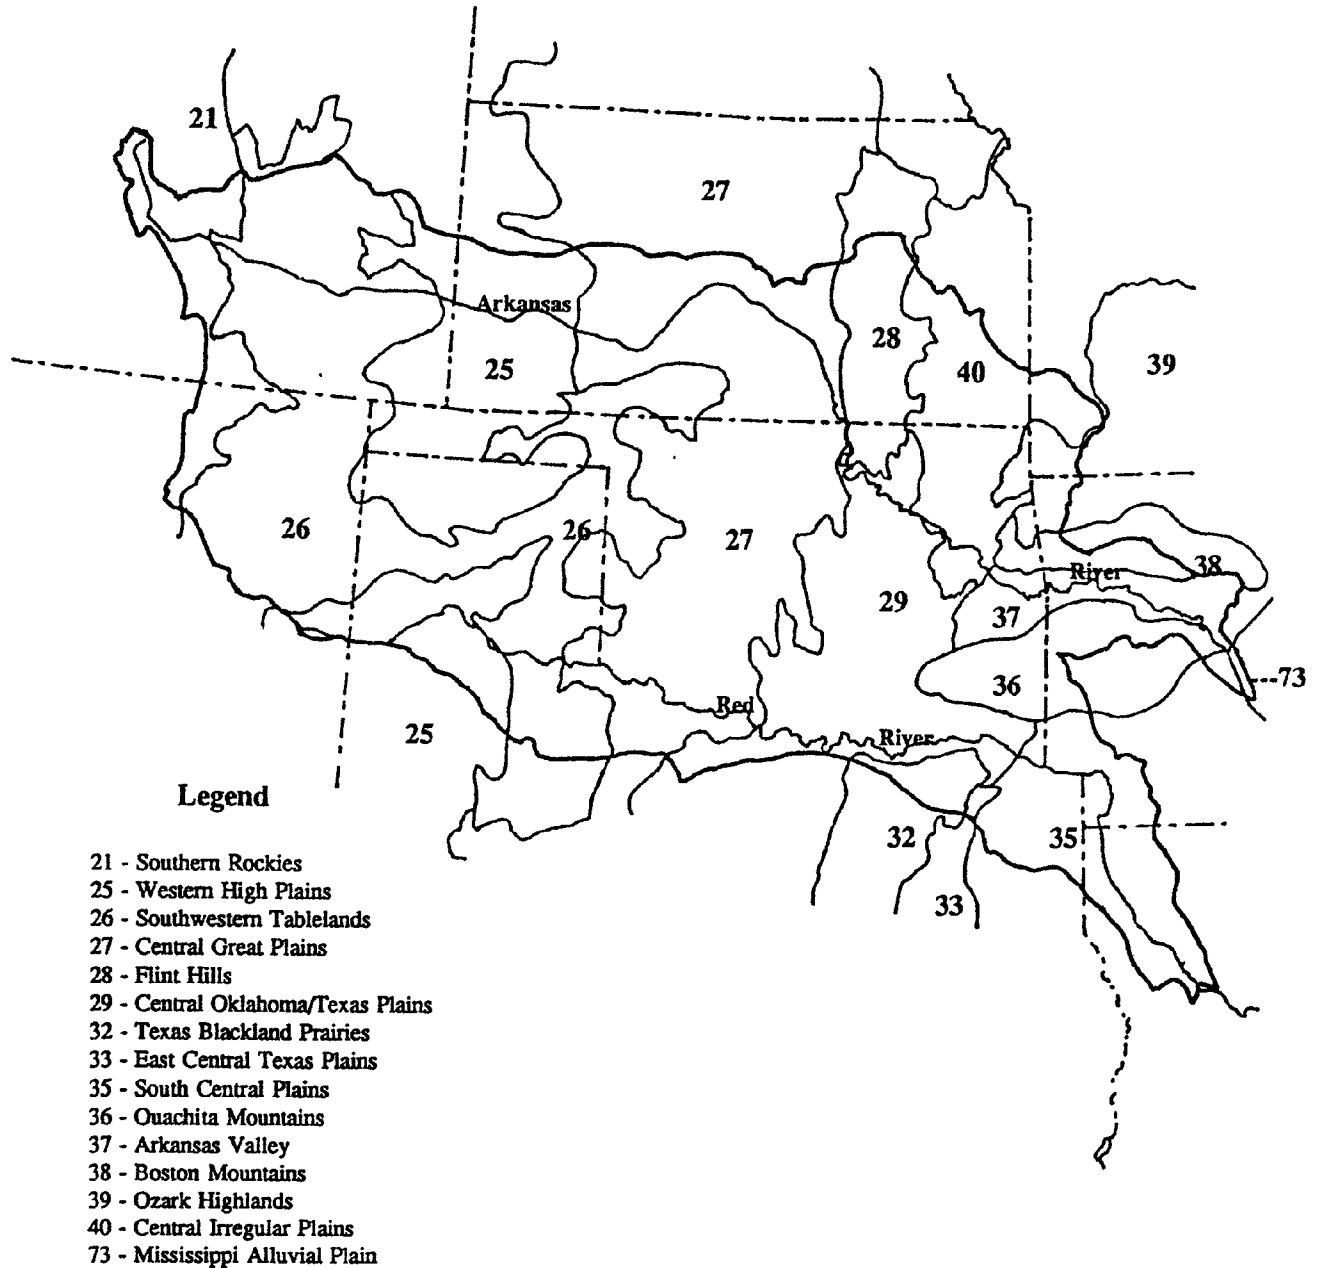 21
27
Arkansas
28
25
40
39
26
26
27
38
River
29
37
36
---73
Red
25
River
32
35
33
Legend
21 - Southern Rockies
25 - Western High Plains
26 - Southwestern Tablelands
27 - Central Great Plains
28 - Flint Hills
29 - Central Oklahoma/Texas Plains
32 - Texas Blackland Prairies
33 - East Central Texas Plains
35 - South Central Plains
36 - Ouachita Mountains
37 - Arkansas Valley
38 - Boston Mountains
39 - Ozark Highlands
40 - Central Irregular Plains
73 - Mississippi Alluvial Plain